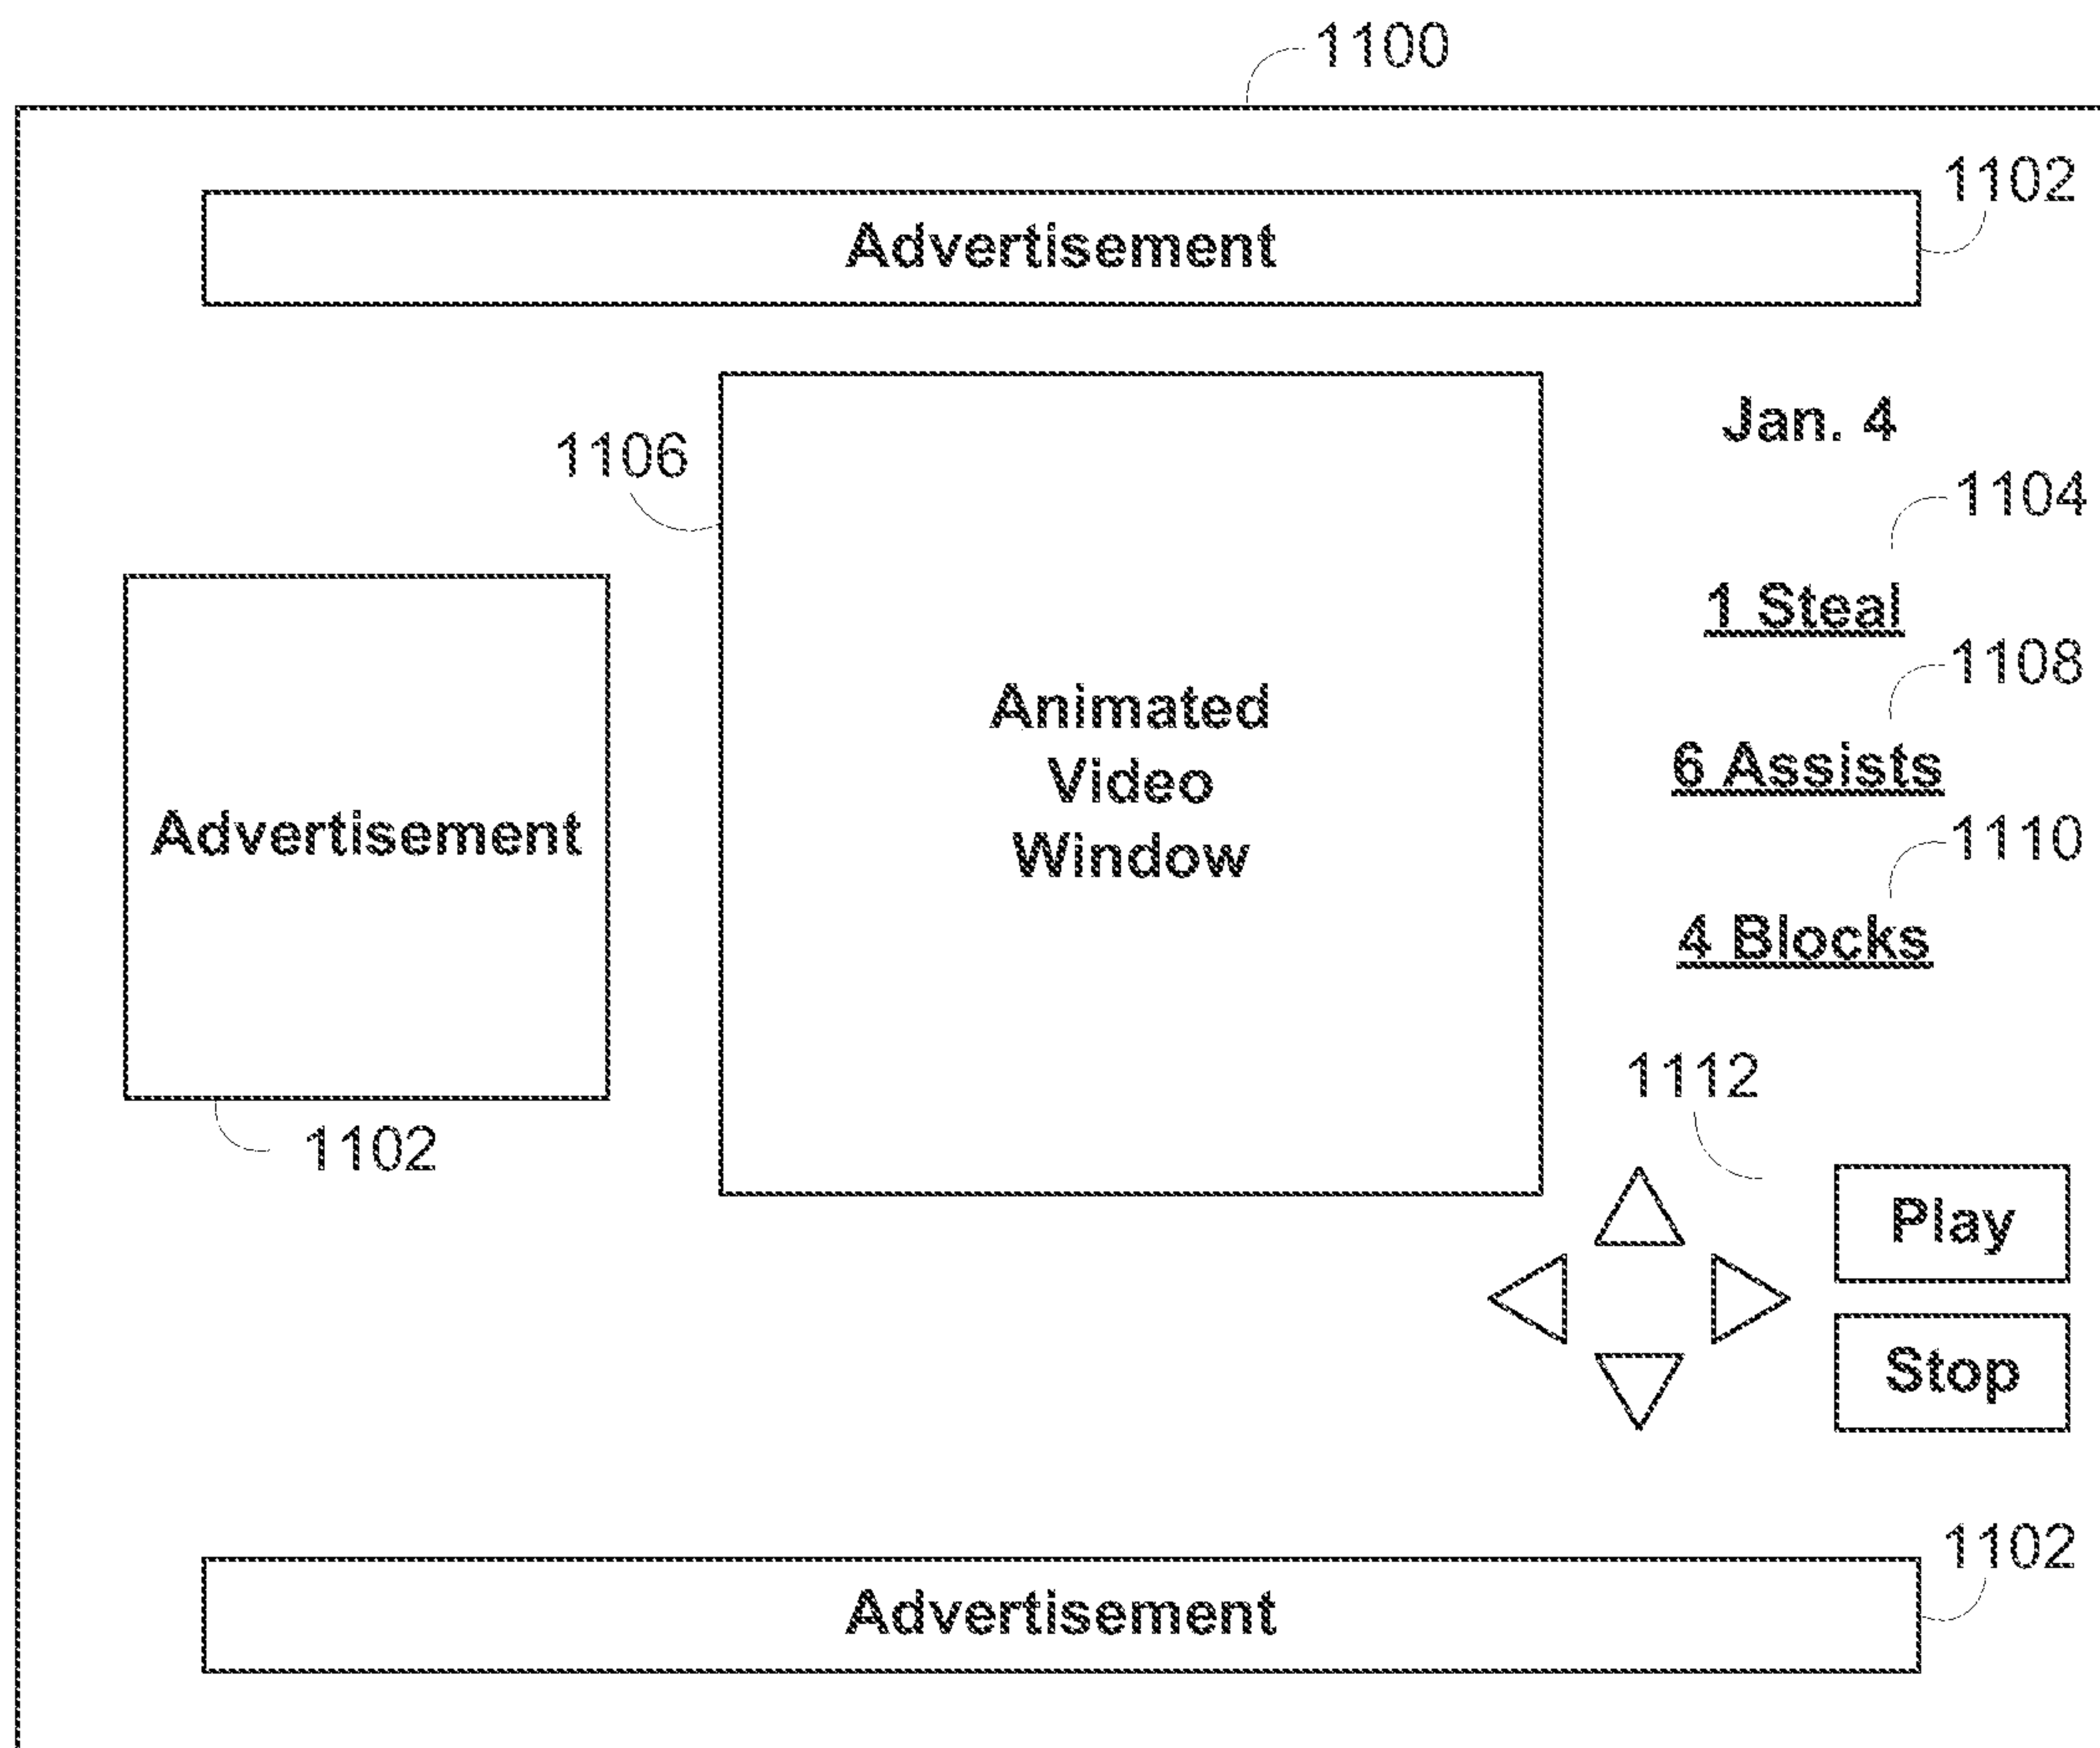 1100
1102
Advertisement
Jan. 4
1106
1104
1 Steal
1108
Animated
Video
Window
6 Assists
Advertisement
1110
4 Blocks
1112
1102
Play
Stop
1102
Advertisement